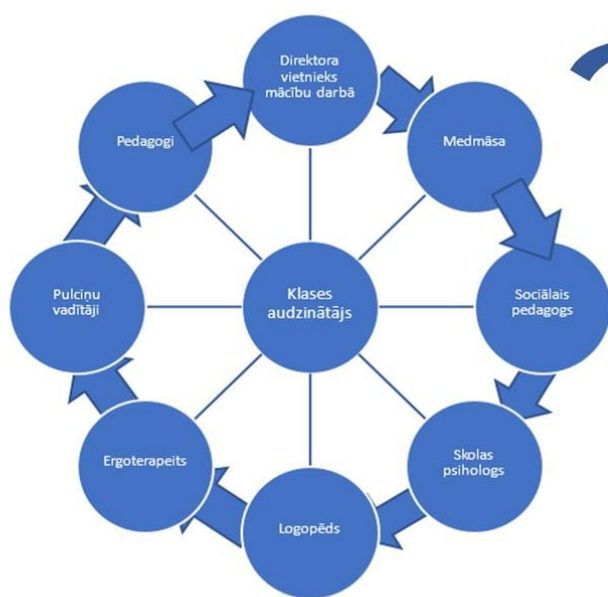 Direktora
vietnieks
mācību darbā
Medmāsa
Sociālais
pedagogs
Skolas
psihologs
Logopēds
Ergoterapeits
Pulciņu
vadītāji
Pedagogi
Klases
audzinātājs